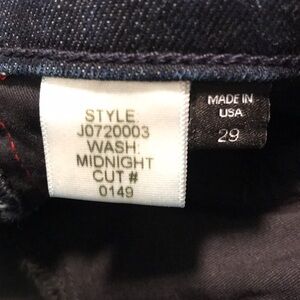 STYLE:
J0720003
WASH:
MIDNIGHT
CUT #
0149
MADE IN
USA
29